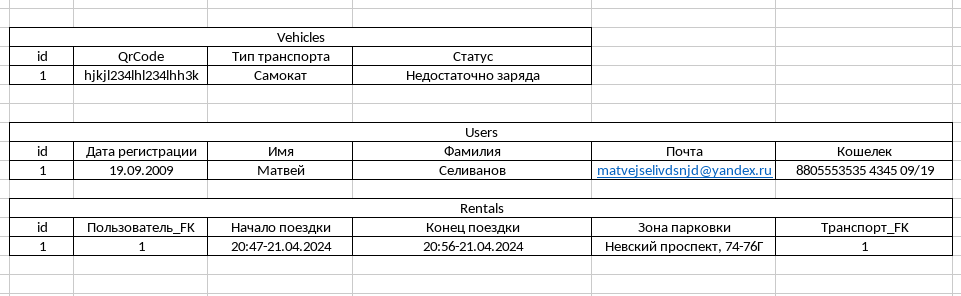 Vehicles
id QrCode Тип транспорта Статус
1 hjkjl234lhl234lhh3k Самокат Недостаточно заряда
Users
id Дата регистрации Имя Фамилия Почта Кошелек
1 19.09.2009 Матвей Селиванов matvejselivdsnjd@yandex.ru 8805553535 4345 09/19
Rentals
id Пользователь_FK Начало поездки Конец поездки Зона парковки Транспорт_FK
1 1 20:47-21.04.2024 20:56-21.04.2024 Невский проспект, 74-76Г 1